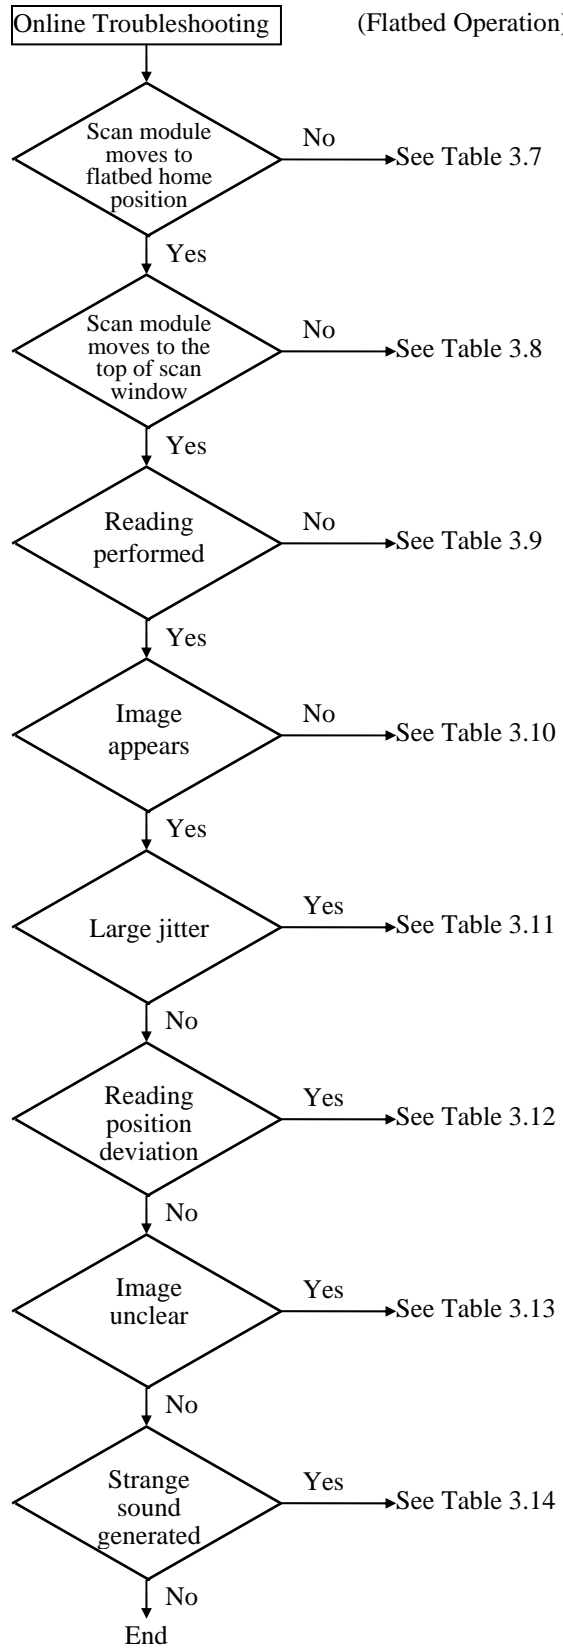 Online Troubleshooting
(Flatbed Operation)
Scan module
moves to
flatbed home
position
No
See Table 3.7
Yes
Scan module
moves to the
top of scan
window
No
See Table 3.8
Yes
Reading
performed
No
See Table 3.9
Yes
Image
appears
No
See Table 3.10
Yes
Large jitter
Yes
See Table 3.11
No
Reading
position
deviation
Yes
See Table 3.12
No
Image
unclear
Yes
See Table 3.13
No
Strange
sound
generated
Yes
See Table 3.14
No
End